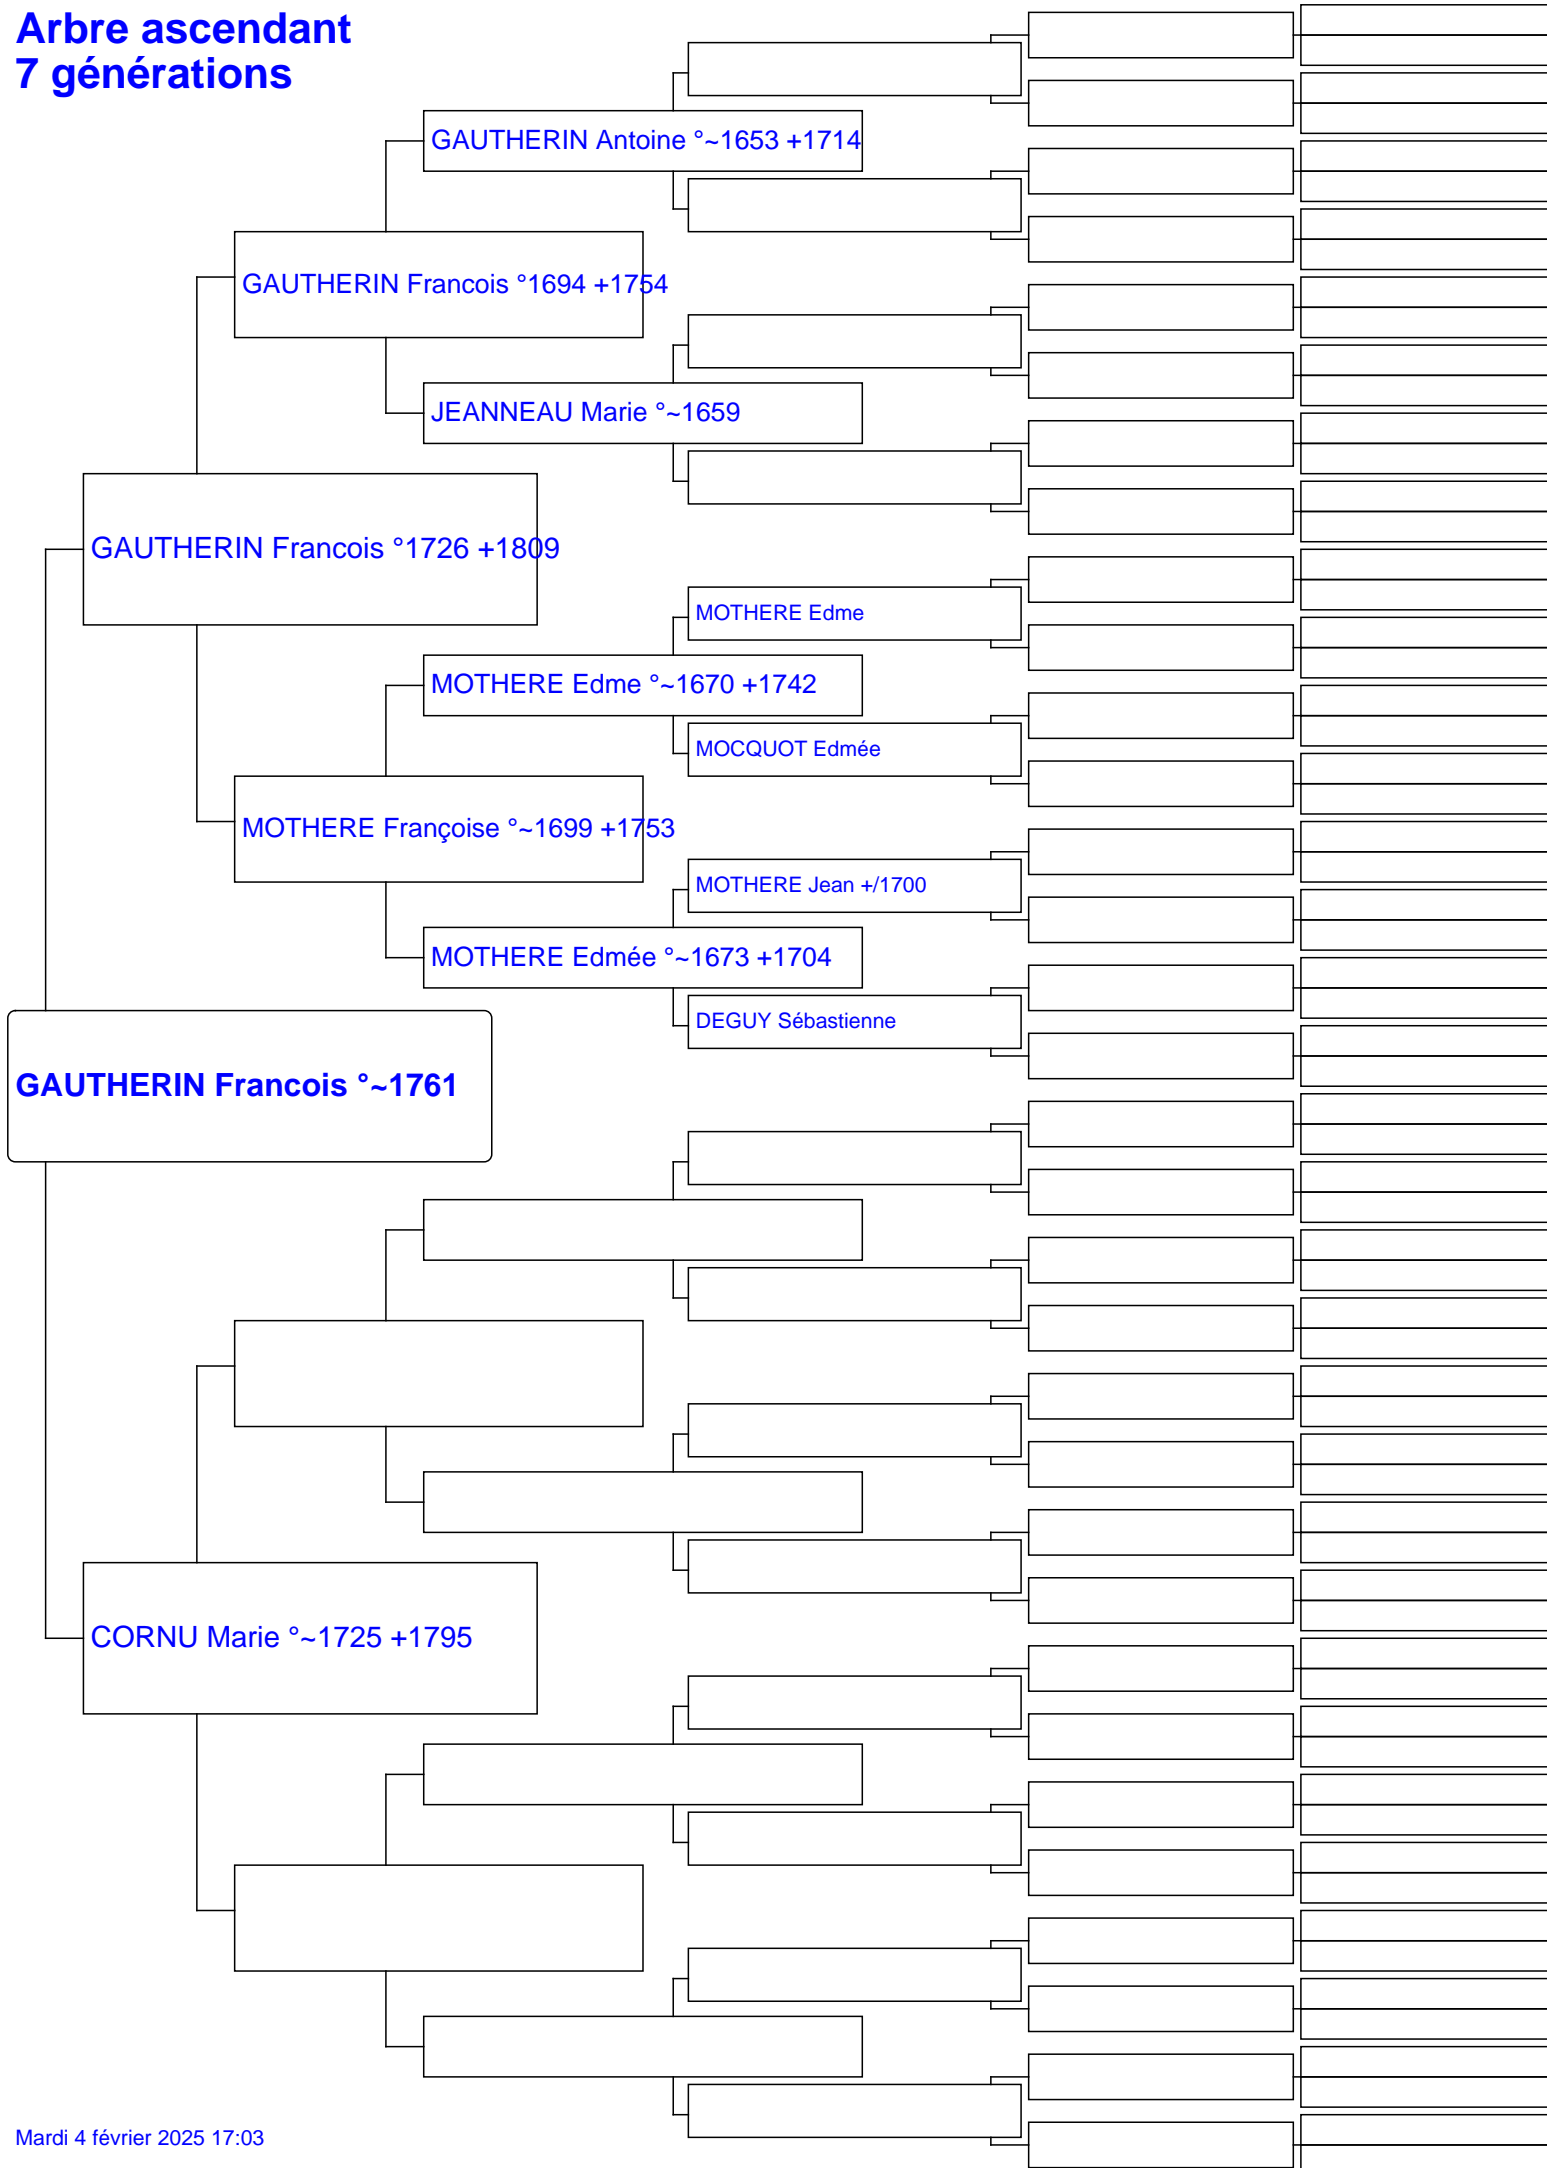 Arbre ascendant
7 générations
GAUTHERIN Antoine °~1653 +1714
GAUTHERIN Francois °1694 +1754
JEANNEAU Marie °~1659
GAUTHERIN Francois °1726 +1809
MOTHERE Edme
MOTHERE Edme °~1670 +1742
MOCQUOT Edmée
MOTHERE Françoise °~1699 +1753
MOTHERE Jean +/1700
MOTHERE Edmée °~1673 +1704
DEGUY Sébastienne
GAUTHERIN Francois °~1761
CORNU Marie °~1725 +1795
Mardi 4 février 2025 17:03